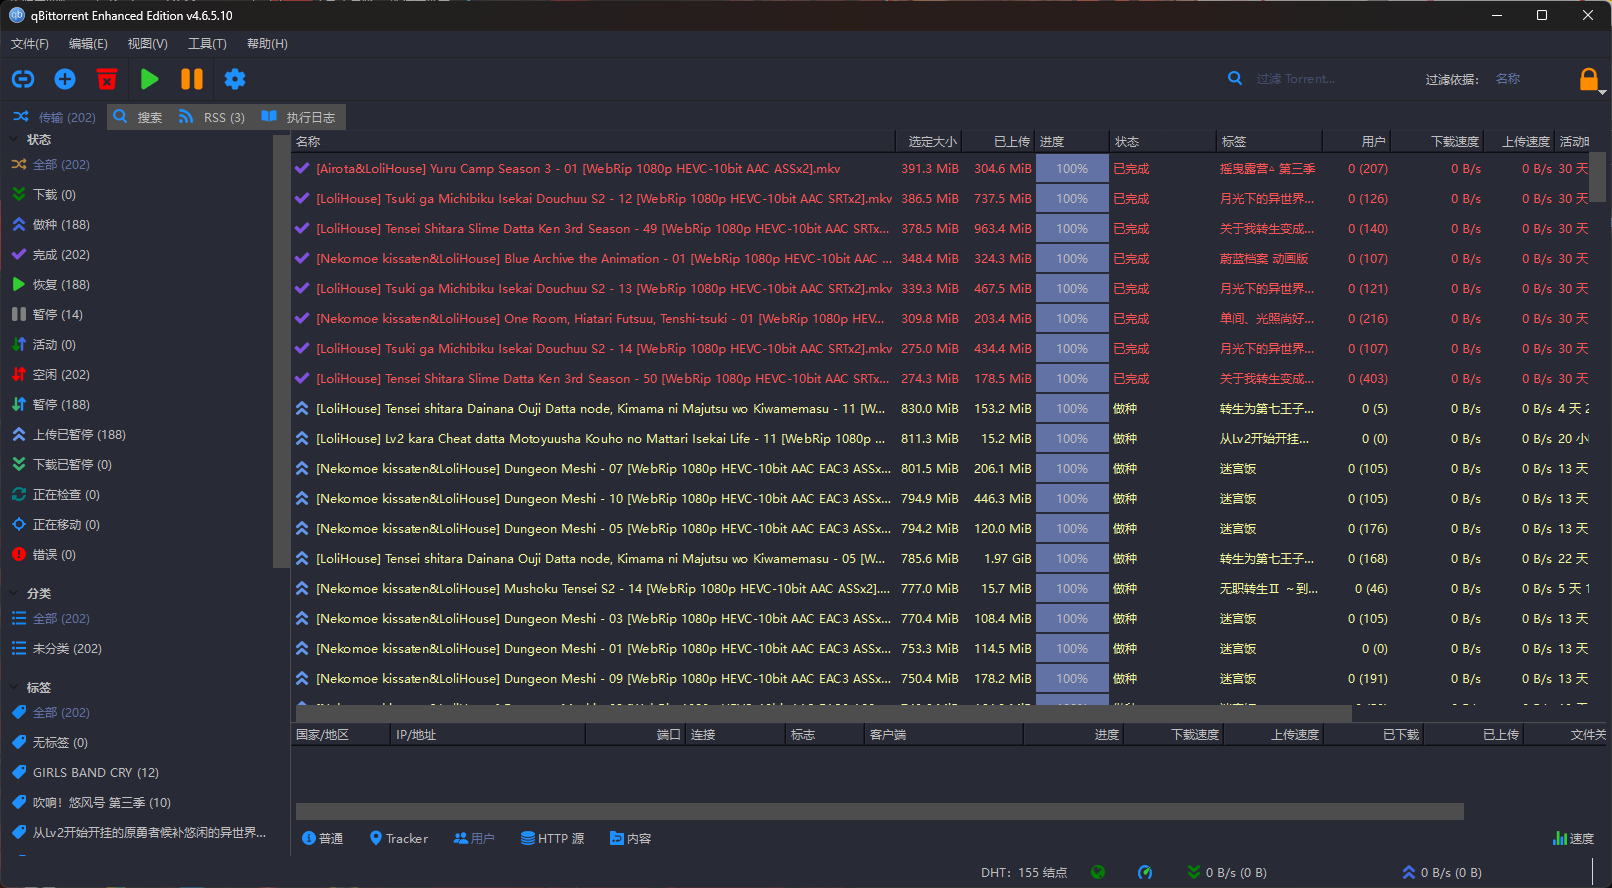 qBittorrent Enhanced Edition v4.6.5.10
文件(F) 编辑(E) 视图(V) 工具(T) 帮助(H)
过滤 Torrent... 过滤依据： 名称
传输 (202) 搜索 RSS (3) 执行日志
状态
全部 (202)
下载 (0)
做种 (188)
完成 (202)
恢复 (188)
暂停 (14)
活动 (0)
空闲 (202)
暂停 (188)
上传已暂停 (188)
下载已暂停 (0)
正在检查 (0)
正在移动 (0)
错误 (0)
分类
全部 (202)
未分类 (202)
标签
全部 (202)
无标签 (0)
GIRLS BAND CRY (12)
吹响！悠风号 第三季 (10)
从Lv2开始开挂的原勇者候补悠闲的异世界...
名称 选定大小 已上传 进度 状态 标签 用户 下载速度 上传速度 活动时
[Airota&LoliHouse] Yuru Camp Season 3 - 01 [WebRip 1080p HEVC-10bit AAC ASSx2].mkv 391.3 MiB 304.6 MiB 100% 已完成 摇曳露营△ 第三季 0 (207) 0 B/s 0 B/s 30 天
[LoliHouse] Tsuki ga Michibiku Isekai Douchuu S2 - 12 [WebRip 1080p HEVC-10bit AAC SRTx2].mkv 386.5 MiB 737.5 MiB 100% 已完成 月光下的异世界... 0 (126) 0 B/s 0 B/s 30 天
[LoliHouse] Tensei Shitara Slime Datta Ken 3rd Season - 49 [WebRip 1080p HEVC-10bit AAC SRTx... 378.5 MiB 963.4 MiB 100% 已完成 关于我转生变成... 0 (140) 0 B/s 0 B/s 30 天
[Nekomoe kissaten&LoliHouse] Blue Archive the Animation - 01 [WebRip 1080p HEVC-10bit AAC ... 348.4 MiB 324.3 MiB 100% 已完成 蔚蓝档案 动画版 0 (107) 0 B/s 0 B/s 30 天
[LoliHouse] Tsuki ga Michibiku Isekai Douchuu S2 - 13 [WebRip 1080p HEVC-10bit AAC SRTx2].mkv 339.3 MiB 467.5 MiB 100% 已完成 月光下的异世界... 0 (121) 0 B/s 0 B/s 30 天
[Nekomoe kissaten&LoliHouse] One Room, Hiatari Futsuu, Tenshi-tsuki - 01 [WebRip 1080p HEV... 309.8 MiB 203.4 MiB 100% 已完成 单间、光照尚好... 0 (216) 0 B/s 0 B/s 30 天
[LoliHouse] Tsuki ga Michibiku Isekai Douchuu S2 - 14 [WebRip 1080p HEVC-10bit AAC SRTx2].mkv 275.0 MiB 434.4 MiB 100% 已完成 月光下的异世界... 0 (107) 0 B/s 0 B/s 30 天
[LoliHouse] Tensei Shitara Slime Datta Ken 3rd Season - 50 [WebRip 1080p HEVC-10bit AAC SRTx... 274.3 MiB 178.5 MiB 100% 已完成 关于我转生变成... 0 (403) 0 B/s 0 B/s 30 天
[LoliHouse] Tensei shitara Dainana Ouji Datta node, Kimama ni Majutsu wo Kiwamemasu - 11 [W... 830.0 MiB 153.2 MiB 100% 做种 转生为第七王子... 0 (5) 0 B/s 0 B/s 4 天 2
[LoliHouse] Lv2 kara Cheat datta Motoyuusha Kouho no Mattari Isekai Life - 11 [WebRip 1080p ... 811.3 MiB 15.2 MiB 100% 做种 从Lv2开始开挂... 0 (0) 0 B/s 0 B/s 20 小
[Nekomoe kissaten&LoliHouse] Dungeon Meshi - 07 [WebRip 1080p HEVC-10bit AAC EAC3 ASSx... 801.5 MiB 206.1 MiB 100% 做种 迷宫饭 0 (105) 0 B/s 0 B/s 13 天
[Nekomoe kissaten&LoliHouse] Dungeon Meshi - 10 [WebRip 1080p HEVC-10bit AAC EAC3 ASSx... 794.9 MiB 446.3 MiB 100% 做种 迷宫饭 0 (105) 0 B/s 0 B/s 13 天
[Nekomoe kissaten&LoliHouse] Dungeon Meshi - 05 [WebRip 1080p HEVC-10bit AAC EAC3 ASSx... 794.2 MiB 120.0 MiB 100% 做种 迷宫饭 0 (176) 0 B/s 0 B/s 13 天
[LoliHouse] Tensei shitara Dainana Ouji Datta node, Kimama ni Majutsu wo Kiwamemasu - 05 [W... 785.6 MiB 1.97 GiB 100% 做种 转生为第七王子... 0 (168) 0 B/s 0 B/s 22 天
[Nekomoe kissaten&LoliHouse] Mushoku Tensei S2 - 14 [WebRip 1080p HEVC-10bit AAC ASSx2].... 777.0 MiB 15.7 MiB 100% 做种 无职转生Ⅱ ～到... 0 (46) 0 B/s 0 B/s 5 天 1
[Nekomoe kissaten&LoliHouse] Dungeon Meshi - 03 [WebRip 1080p HEVC-10bit AAC EAC3 ASSx... 770.4 MiB 108.4 MiB 100% 做种 迷宫饭 0 (105) 0 B/s 0 B/s 13 天
[Nekomoe kissaten&LoliHouse] Dungeon Meshi - 01 [WebRip 1080p HEVC-10bit AAC EAC3 ASSx... 753.3 MiB 114.5 MiB 100% 做种 迷宫饭 0 (0) 0 B/s 0 B/s 13 天
[Nekomoe kissaten&LoliHouse] Dungeon Meshi - 09 [WebRip 1080p HEVC-10bit AAC EAC3 ASSx... 750.4 MiB 178.2 MiB 100% 做种 迷宫饭 0 (191) 0 B/s 0 B/s 13 天
国家/地区 IP/地址 端口 连接 标志 客户端 进度 下载速度 上传速度 已下载 已上传 文件关
普通 Tracker 用户 HTTP 源 内容 速度
DHT： 155 结点 0 B/s (0 B) 0 B/s (0 B)